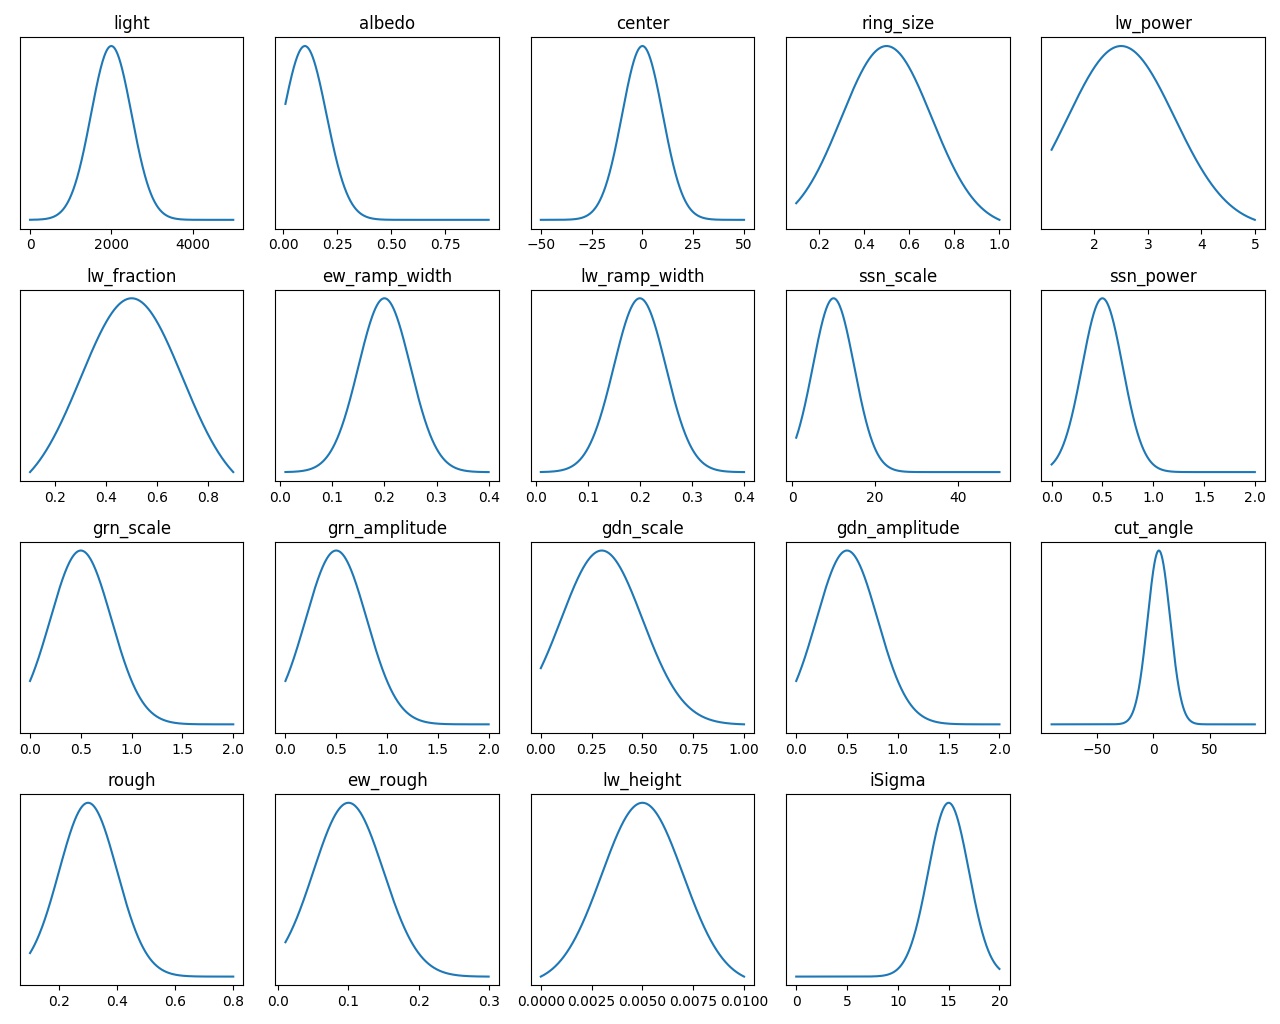 light albedo center ring_size lw_power
0 2000 4000 0.00 0.25 0.50 0.75 −50 −25 0 25 50 0.2 0.4 0.6 0.8 1.0 2 3 4 5
lw_fraction ew_ramp_width lw_ramp_width ssn_scale ssn_power
0.2 0.4 0.6 0.8 0.0 0.1 0.2 0.3 0.4 0.0 0.1 0.2 0.3 0.4 0 20 40 0.0 0.5 1.0 1.5 2.0
grn_scale grn_amplitude gdn_scale gdn_amplitude cut_angle
0.0 0.5 1.0 1.5 2.0 0.0 0.5 1.0 1.5 2.0 0.00 0.25 0.50 0.75 1.00 0.0 0.5 1.0 1.5 2.0 −50 0 50
rough ew_rough lw_height iSigma
0.2 0.4 0.6 0.8 0.0 0.1 0.2 0.3 0.0000 0.0025 0.0050 0.0075 0.0100 0 5 10 15 20